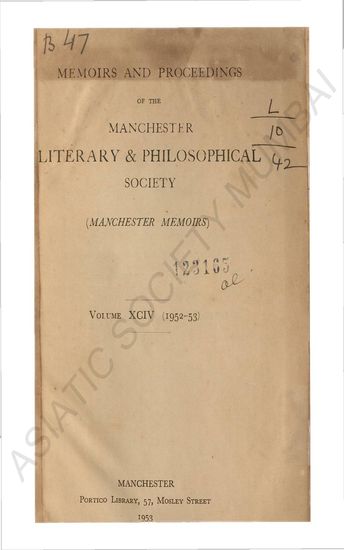 B 47
MEMOIRS AND PROCEEDINGS
OF THE
MANCHESTER
LITERARY & PHILOSOPHICAL
SOCIETY
(MANCHESTER MEMOIRS)
L
10
42
123165
VOLUME XCIV (1952-53)
MANCHESTER
PORTICO LIBRARY, 57, MOSLEY STREET
1953
ASIATIC SOCIETY MUMBAI